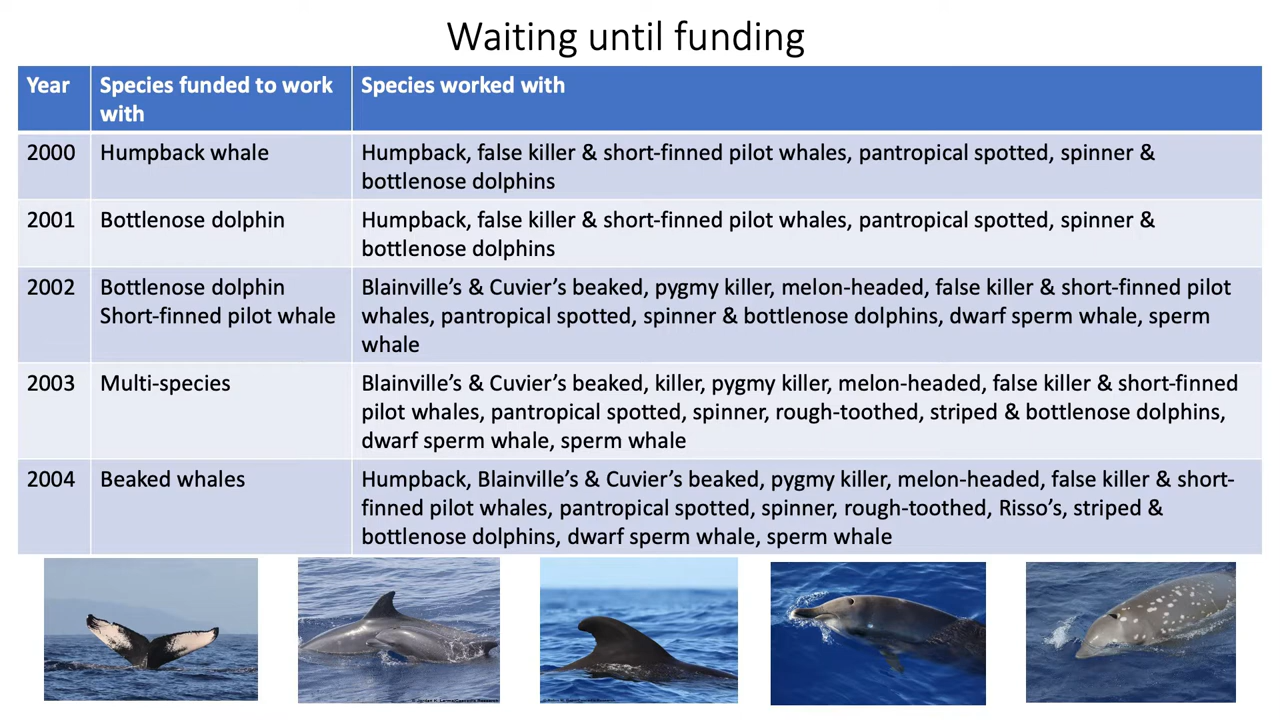 Waiting until funding
Year
Species funded to work
with
Species worked with
2000
Humpback whale
Humpback, false killer & short-finned pilot whales, pantropical spotted, spinner &
bottlenose dolphins
2001
Bottlenose dolphin
Humpback, false killer & short-finned pilot whales, pantropical spotted, spinner &
bottlenose dolphins
2002
Bottlenose dolphin
Short-finned pilot whale
Blainville’s & Cuvier’s beaked, pygmy killer, melon-headed, false killer & short-finned pilot
whales, pantropical spotted, spinner & bottlenose dolphins, dwarf sperm whale, sperm
whale
2003
Multi-species
Blainville’s & Cuvier’s beaked, killer, pygmy killer, melon-headed, false killer & short-finned
pilot whales, pantropical spotted, spinner, rough-toothed, striped & bottlenose dolphins,
dwarf sperm whale, sperm whale
2004
Beaked whales
Humpback, Blainville’s & Cuvier’s beaked, pygmy killer, melon-headed, false killer & short-
finned pilot whales, pantropical spotted, spinner, rough-toothed, Risso’s, striped &
bottlenose dolphins, dwarf sperm whale, sperm whale